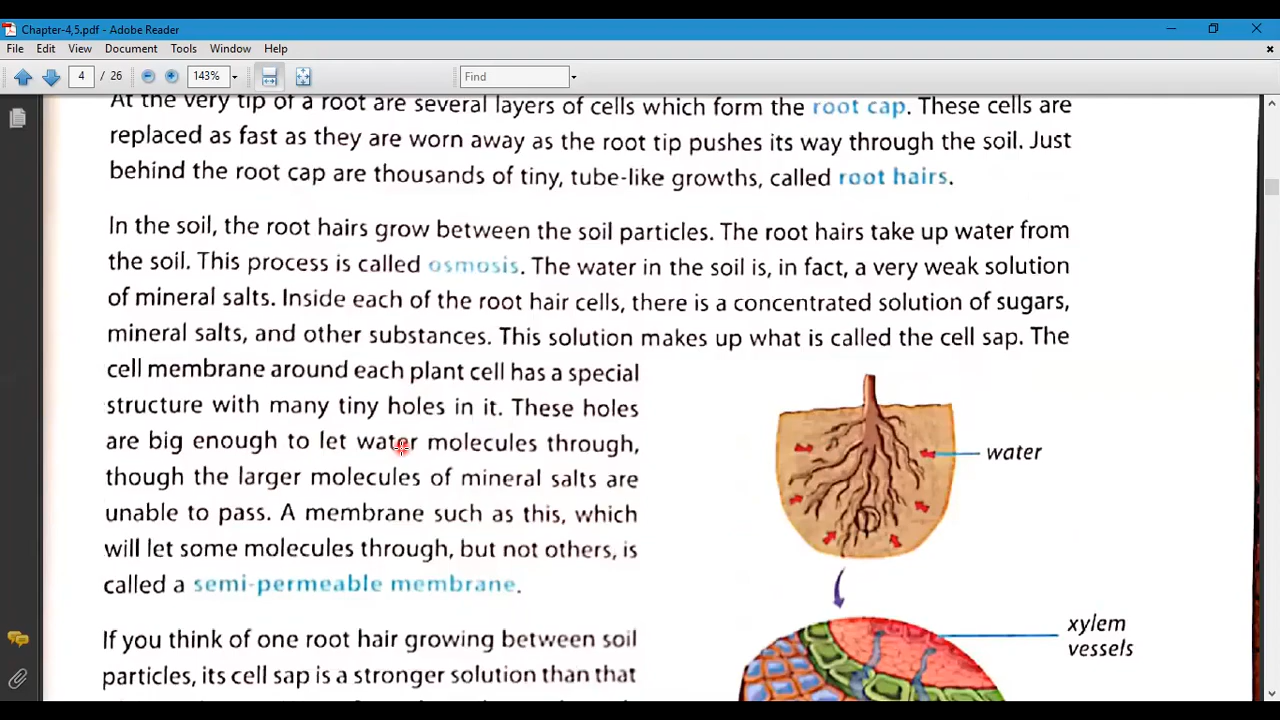 Chapter-4,5.pdf - Adobe Reader
File Edit View Document Tools Window Help
4 / 26 143% Find
At the very tip of a root are several layers of cells which form the root cap. These cells are
replaced as fast as they are worn away as the root tip pushes its way through the soil. Just
behind the root cap are thousands of tiny, tube-like growths, called root hairs.
In the soil, the root hairs grow between the soil particles. The root hairs take up water from
the soil. This process is called osmosis. The water in the soil is, in fact, a very weak solution
of mineral salts. Inside each of the root hair cells, there is a concentrated solution of sugars,
mineral salts, and other substances. This solution makes up what is called the cell sap. The
cell membrane around each plant cell has a special
structure with many tiny holes in it. These holes
are big enough to let water molecules through,
though the larger molecules of mineral salts are
unable to pass. A membrane such as this, which
will let some molecules through, but not others, is
called a semi-permeable membrane.
If you think of one root hair growing between soil
particles, its cell sap is a stronger solution than that
water
xylem
vessels